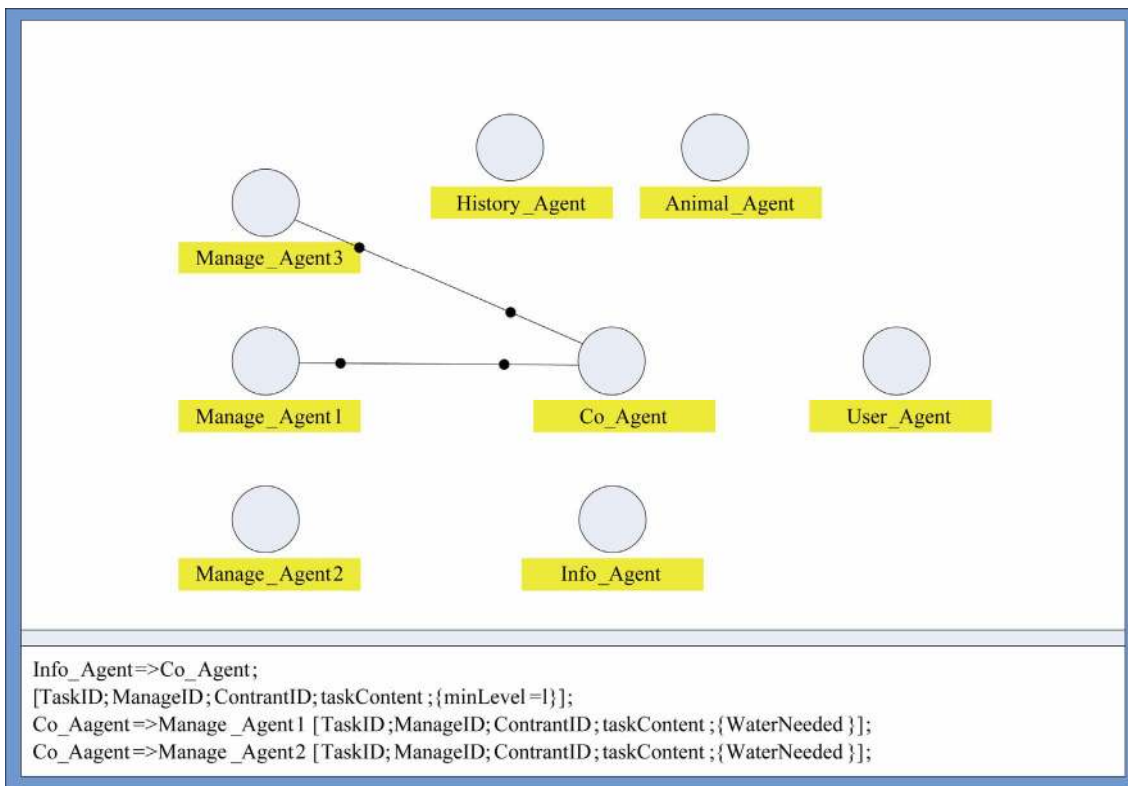 History_Agent
Animal_Agent
Manage_Agent3
Manage_Agent1
Co_Agent
User_Agent
Manage_Agent2
Info_Agent
Info_Agent=>Co_Agent;
[TaskID; ManageID; ContrantID; taskContent ;{minLevel=1}];
Co_Aagent=>Manage_Agent1 [TaskID;ManageID; ContrantID; taskContent ;{WaterNeeded }];
Co_Aagent=>Manage_Agent2 [TaskID; ManageID; ContrantID; taskContent ;{WaterNeeded }];